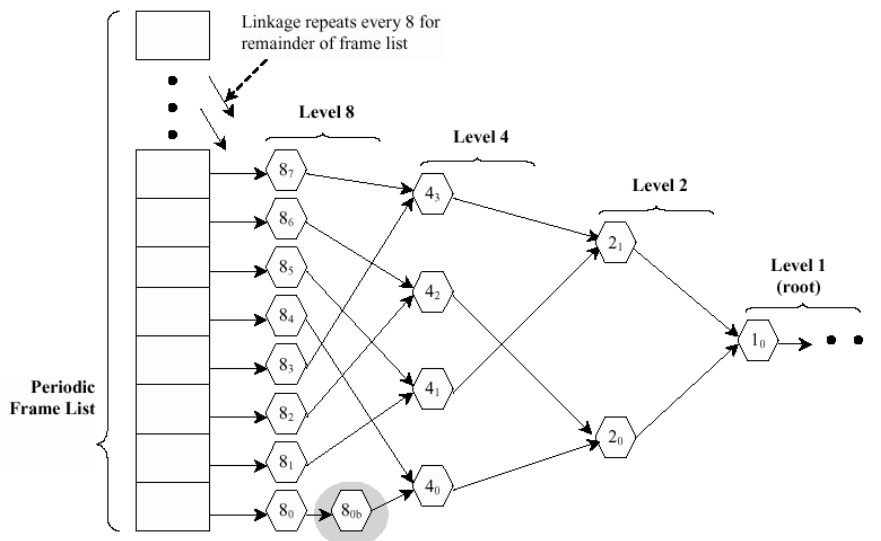 Linkage repeats every 8 for
remainder of frame list
Level 8
Level 4
Level 2
Level 1
(root)
8₇
8₆
8₅
8₄
8₃
8₂
8₁
8₀
8₀b
4₃
4₂
4₁
4₀
2₁
2₀
1₀
Periodic
Frame List